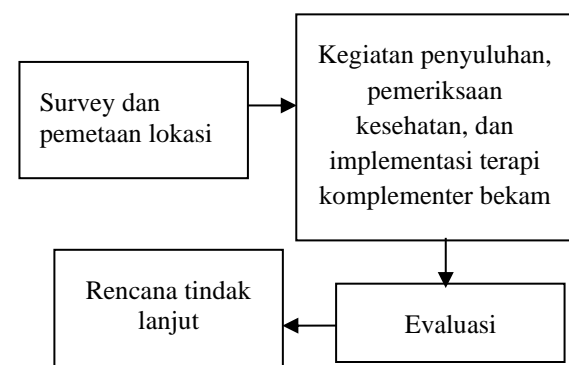 Survey dan
pemetaan lokasi
Kegiatan penyuluhan,
pemeriksaan
kesehatan, dan
implementasi terapi
komplementer bekam
Evaluasi
Rencana tindak
lanjut